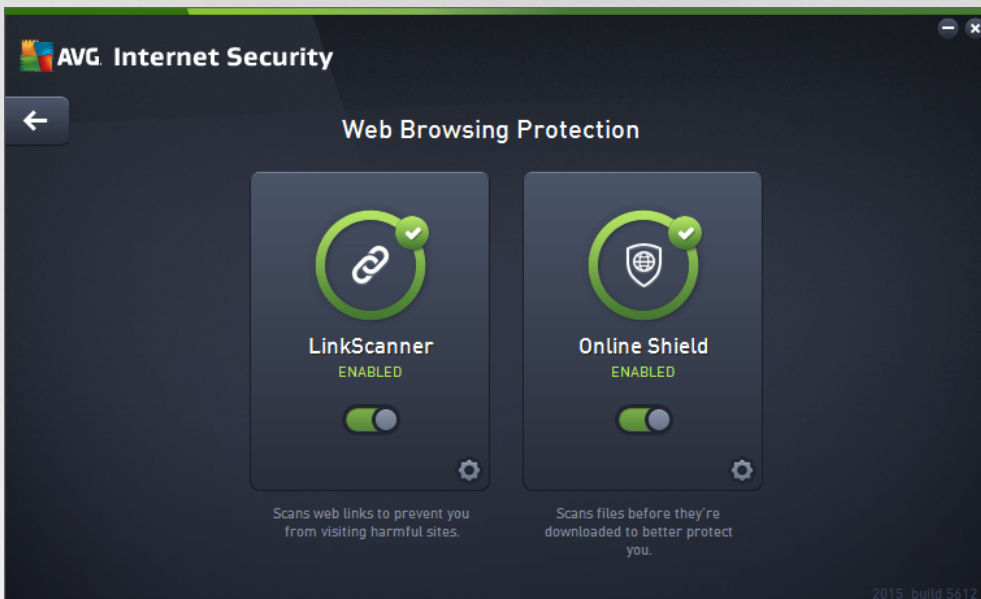 AVG. Internet Security
Web Browsing Protection
LinkScanner
ENABLED
Scans web links to prevent you
from visiting harmful sites.
Online Shield
ENABLED
Scans files before they're
downloaded to better protect
you.
2015 build 5612